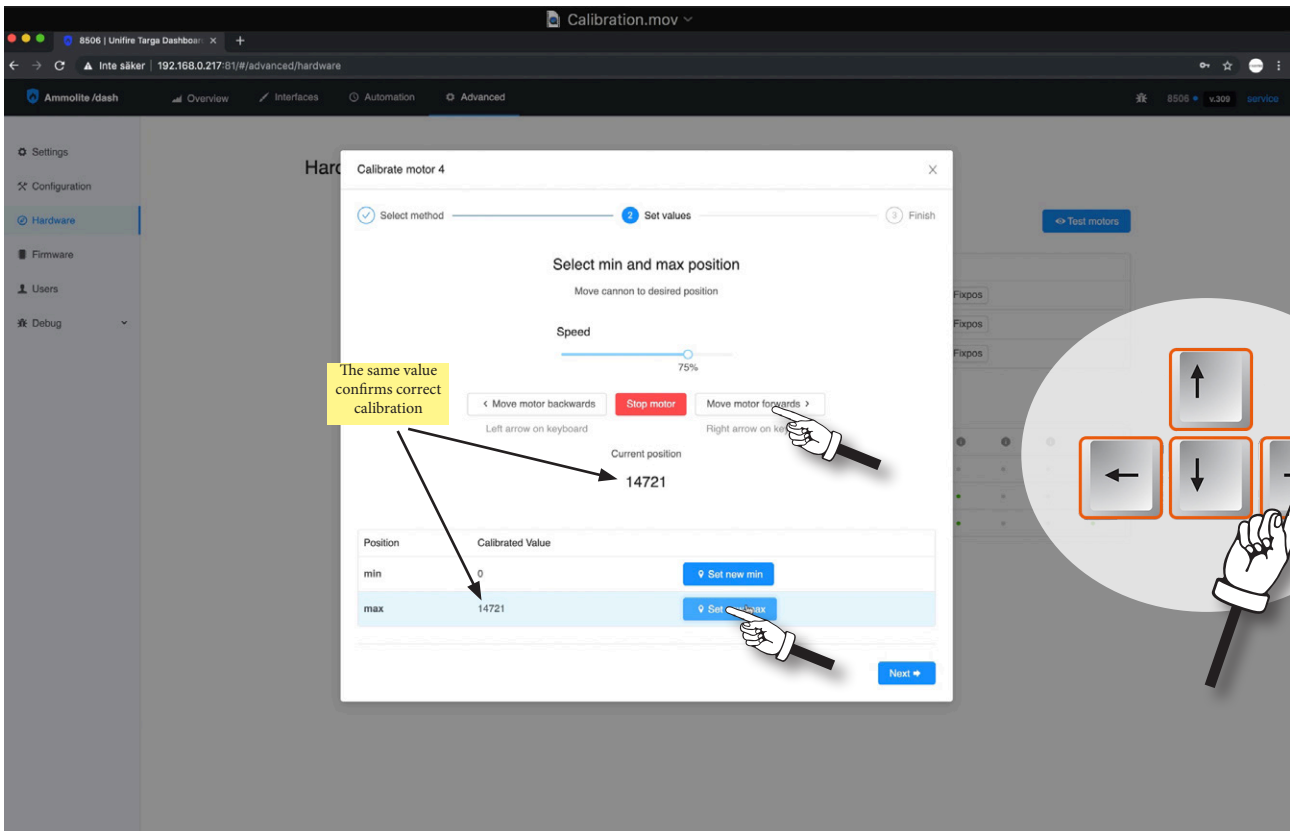 Calibration.mov
8506 | Unifire Targa Dashboar
Inte säker | 192.168.0.217:81/#/advanced/hardware
Ammolite /dash
Overview
Interfaces
Automation
Advanced
8506
v.309
service
Settings
Configuration
Hardware
Firmware
Users
Debug
Hard
Test motors
Fixpos
Fixpos
Fixpos
Calibrate motor 4
Select method
2 Set values
3 Finish
Select min and max position
Move cannon to desired position
Speed
75%
The same value
confirms correct
calibration
< Move motor backwards
Stop motor
Move motor forwards >
Left arrow on keyboard
Right arrow on
Current position
14721
Position Calibrated Value
min 0 Set new min
max 14721 Set max
Next